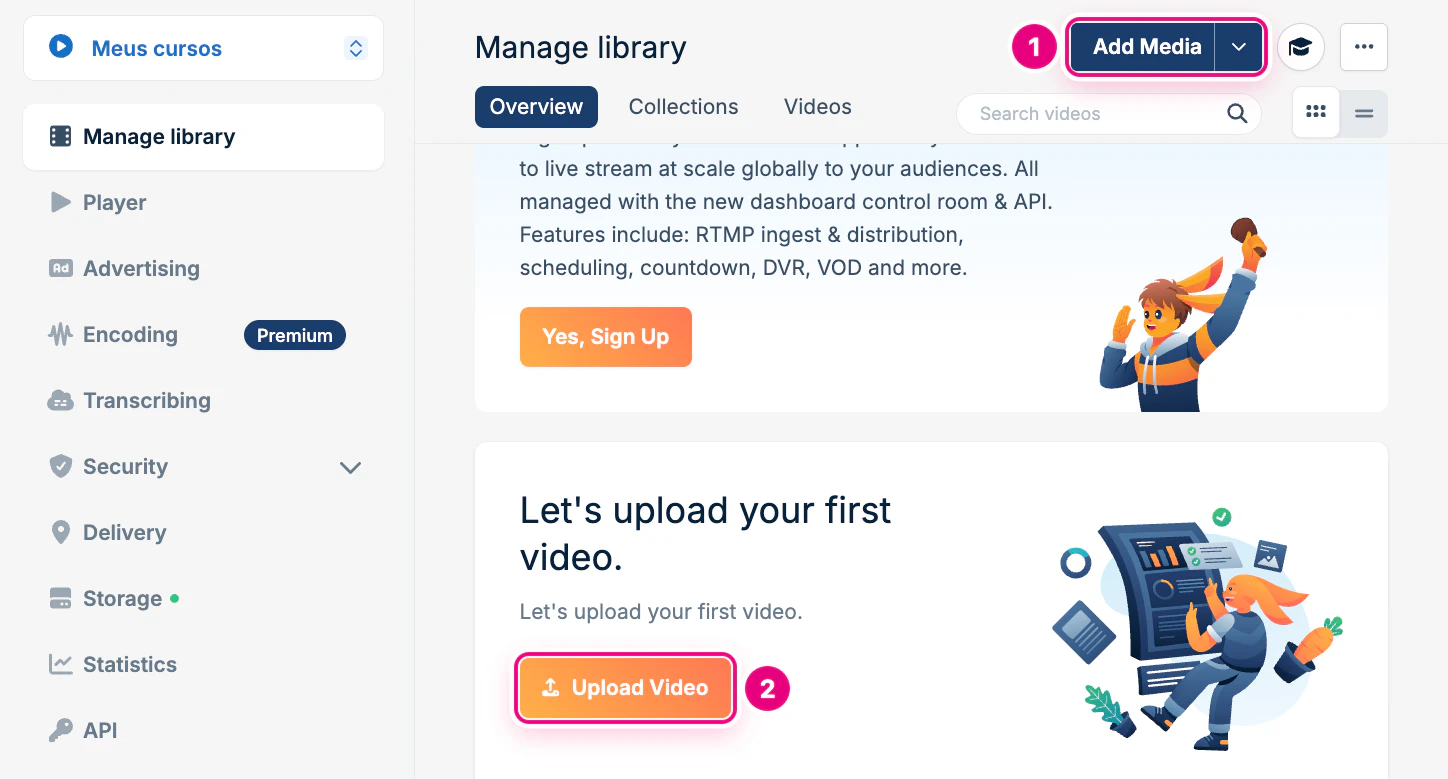 Meus cursos
Manage library
Player
Ad
Advertising
Encoding
Premium
Transcribing
Security
Delivery
Storage
Statistics
API
Manage library
1
Add Media
Overview
Collections
Videos
Search videos
to live stream at scale globally to your audiences. All
managed with the new dashboard control room & API.
Features include: RTMP ingest & distribution,
scheduling, countdown, DVR, VOD and more.
Yes, Sign Up
Let's upload your first
video.
Let's upload your first video.
Upload Video
2